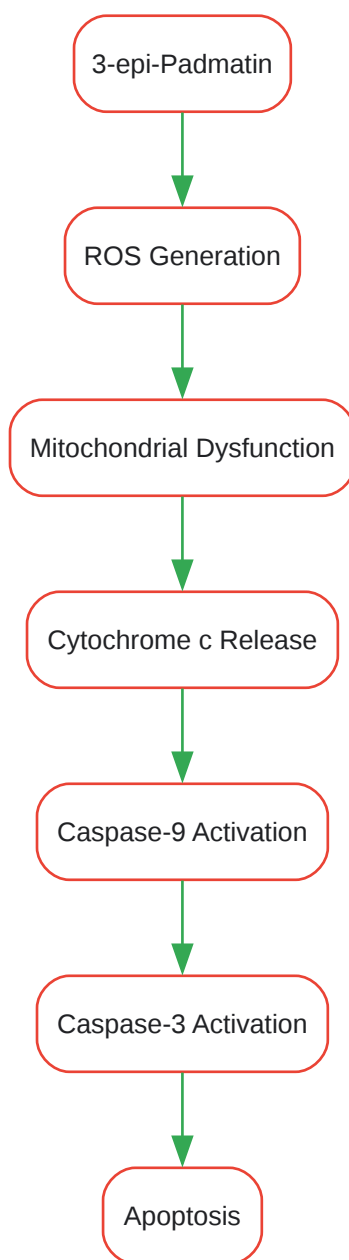 3-epi-Padmatin
ROS Generation
Mitochondrial Dysfunction
Cytochrome c Release
Caspase-9 Activation
Caspase-3 Activation
Apoptosis